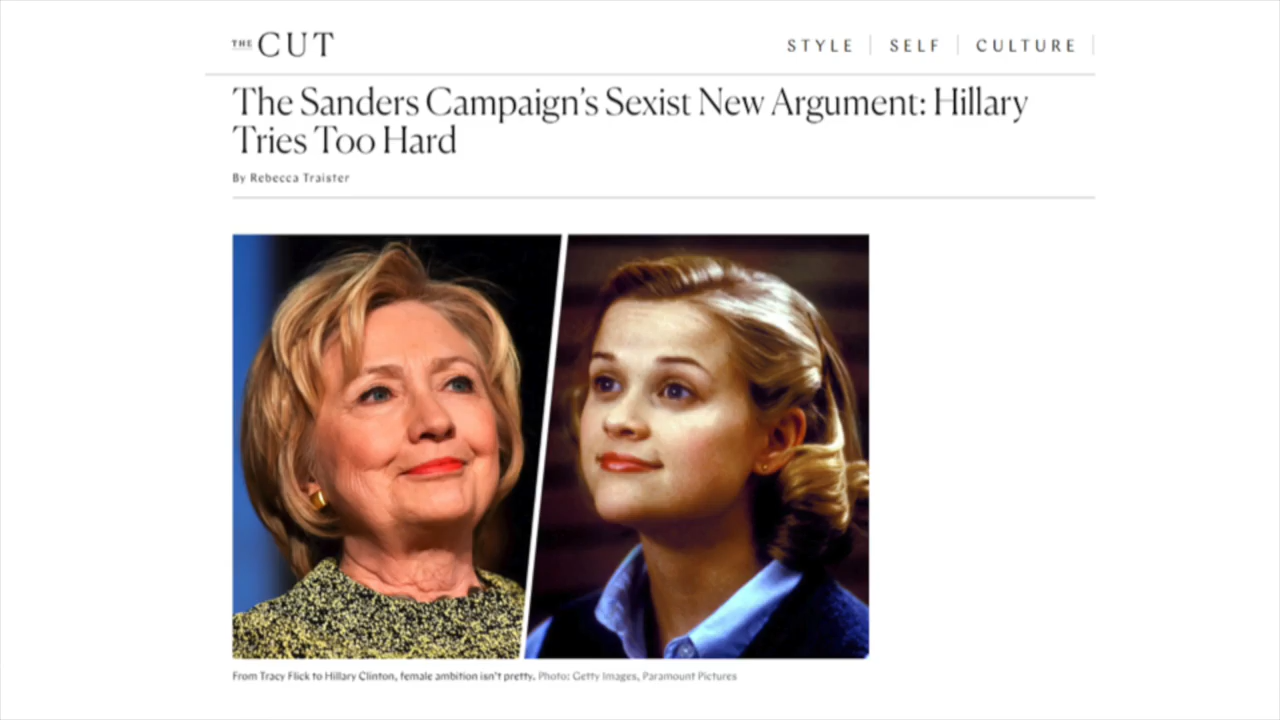 THE CUT
STYLE
SELF
CULTURE
The Sanders Campaign’s Sexist New Argument: Hillary
Tries Too Hard
By Rebecca Traister
From Tracy Flick to Hillary Clinton, female ambition isn't pretty. Photo: Getty Images, Paramount Pictures